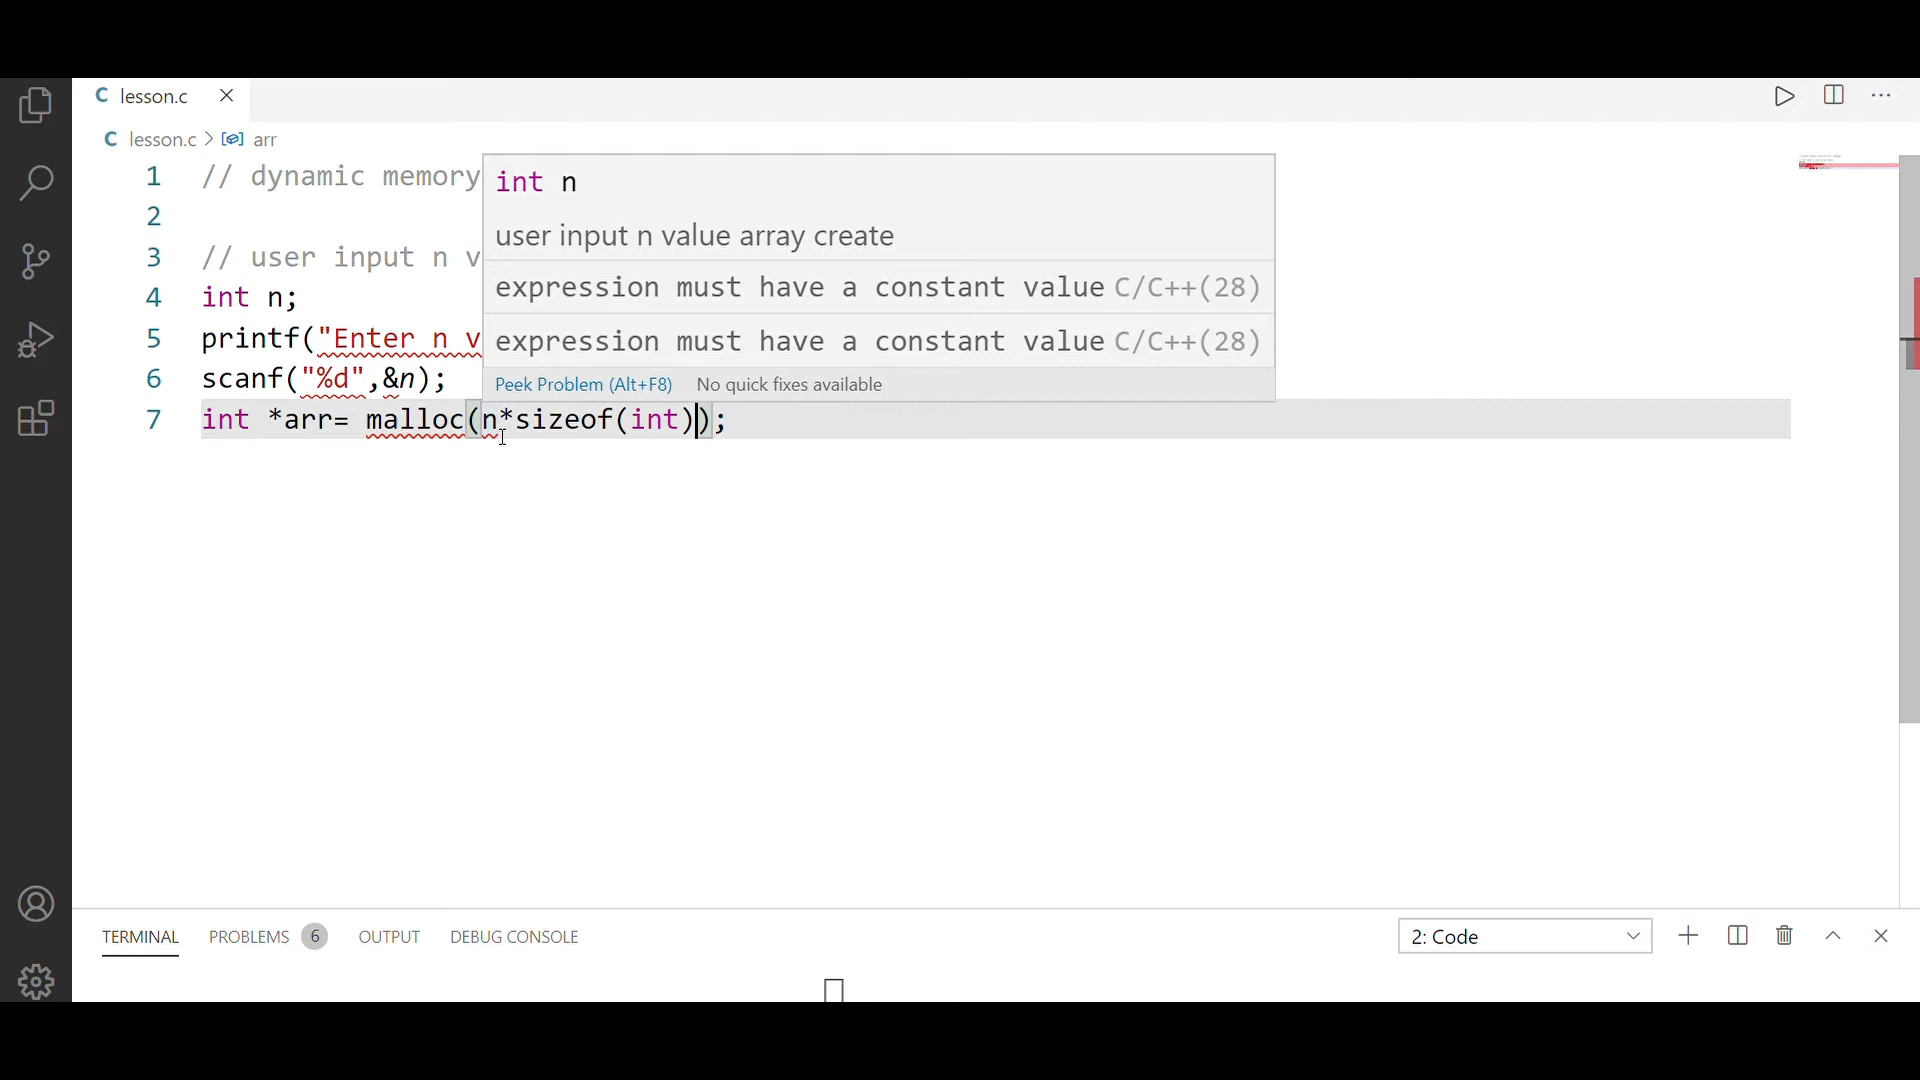 C lesson.c
C lesson.c > arr
1 // dynamic memory
2
3 // user input n v
4 int n;
5 printf("Enter n v
6 scanf("%d",&n);
7 int *arr= malloc(n*sizeof(int));
int n
user input n value array create
expression must have a constant value C/C++(28)
expression must have a constant value C/C++(28)
Peek Problem (Alt+F8) No quick fixes available
TERMINAL PROBLEMS 6 OUTPUT DEBUG CONSOLE 2: Code